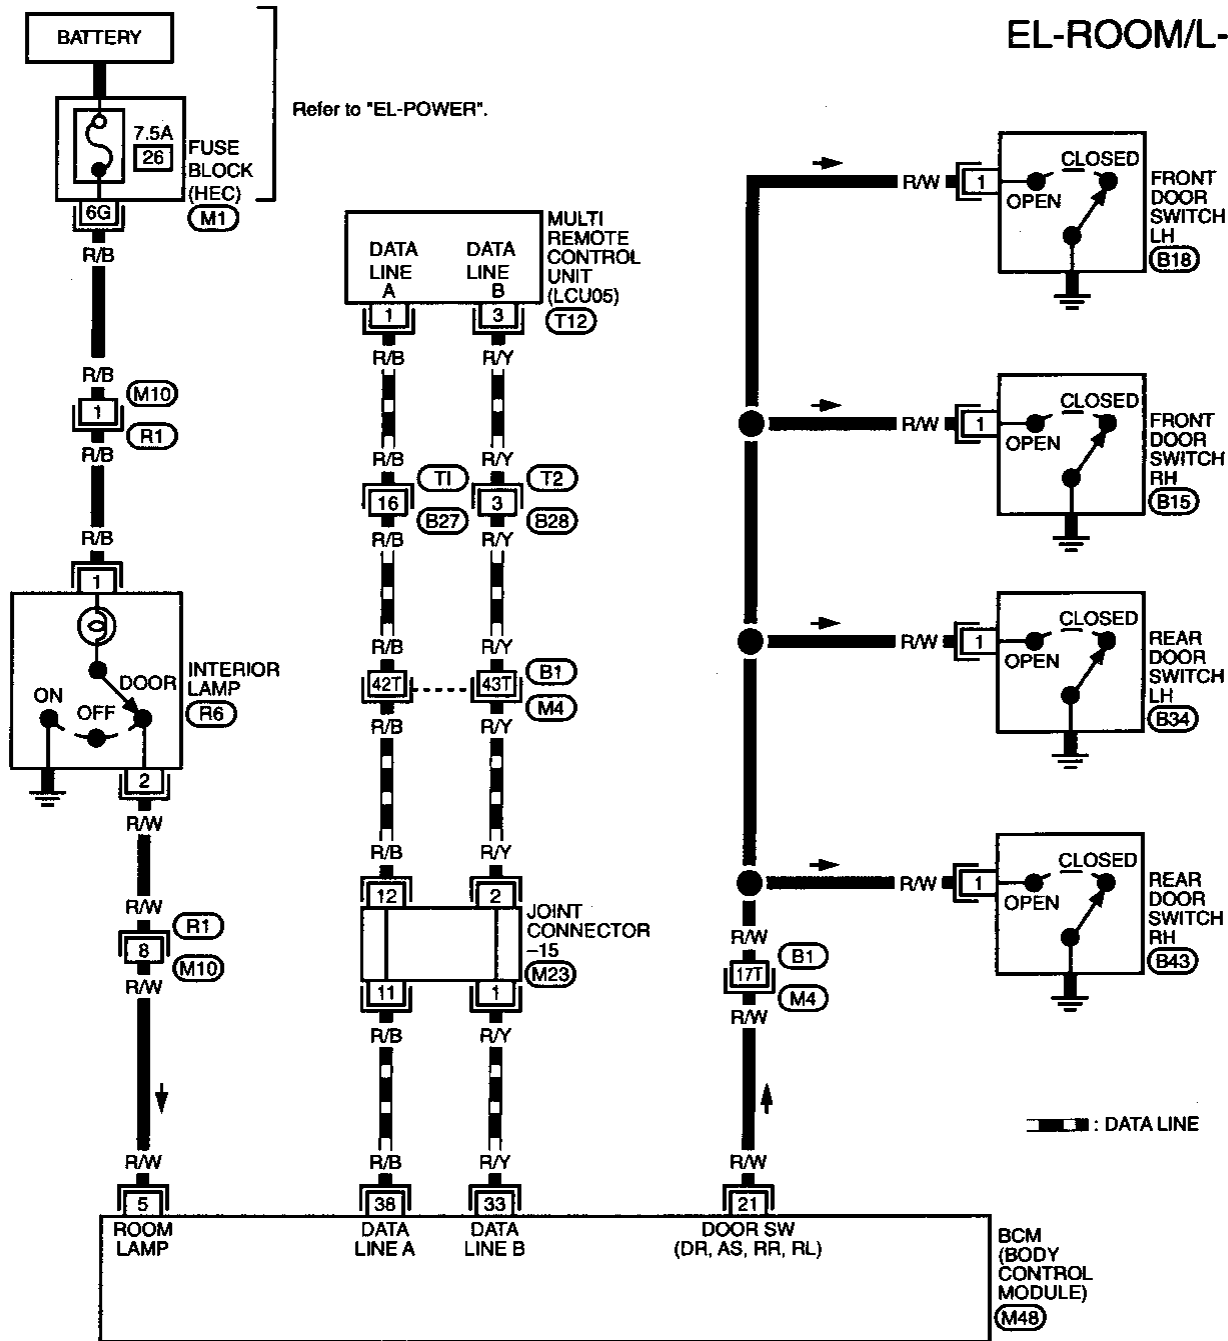 EL-ROOM/L-
BATTERY
Refer to "EL-POWER".
7.5A
26
FUSE
BLOCK
(HEC)
M1
6G
R/B
R/B
M10
1
R1
R/B
R/B
1
DOOR
ON
OFF
INTERIOR
LAMP
R6
2
R/W
R/W
R1
8
M10
R/W
R/W
5
ROOM
LAMP
MULTI
REMOTE
CONTROL
UNIT
(LCU05)
T12
DATA
LINE
A
DATA
LINE
B
1
3
R/B
R/Y
R/B
R/Y
T1
T2
16
3
B27
B28
R/B
R/Y
R/B
R/Y
42T
43T
B1
M4
R/B
R/Y
R/B
R/Y
12
2
JOINT
CONNECTOR
-15
M23
11
1
R/B
R/Y
R/B
R/Y
38
33
DATA
LINE A
DATA
LINE B
R/W
1
OPEN
CLOSED
FRONT
DOOR
SWITCH
LH
B18
R/W
1
OPEN
CLOSED
FRONT
DOOR
SWITCH
RH
B15
R/W
1
OPEN
CLOSED
REAR
DOOR
SWITCH
LH
B34
R/W
1
OPEN
CLOSED
REAR
DOOR
SWITCH
RH
B43
R/W
B1
17T
M4
R/W
R/W
21
DOOR SW
(DR, AS, RR, RL)
: DATA LINE
BCM
(BODY
CONTROL
MODULE)
M48